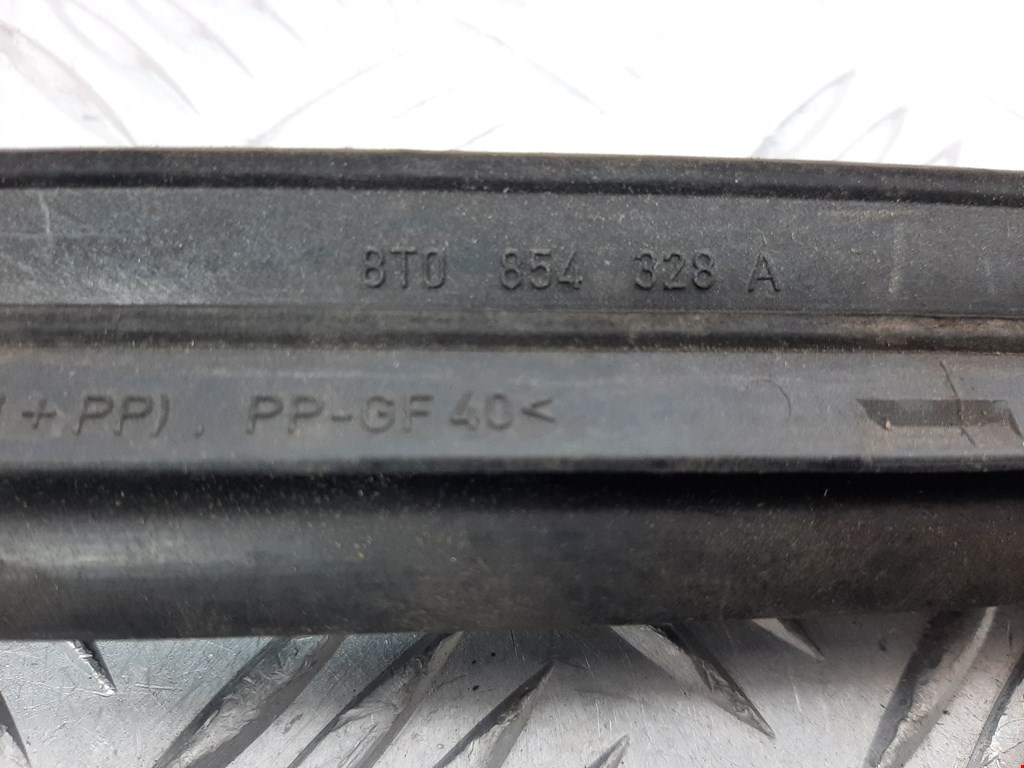 8T0 854 328 A
+ PP) , PP-GF 40<